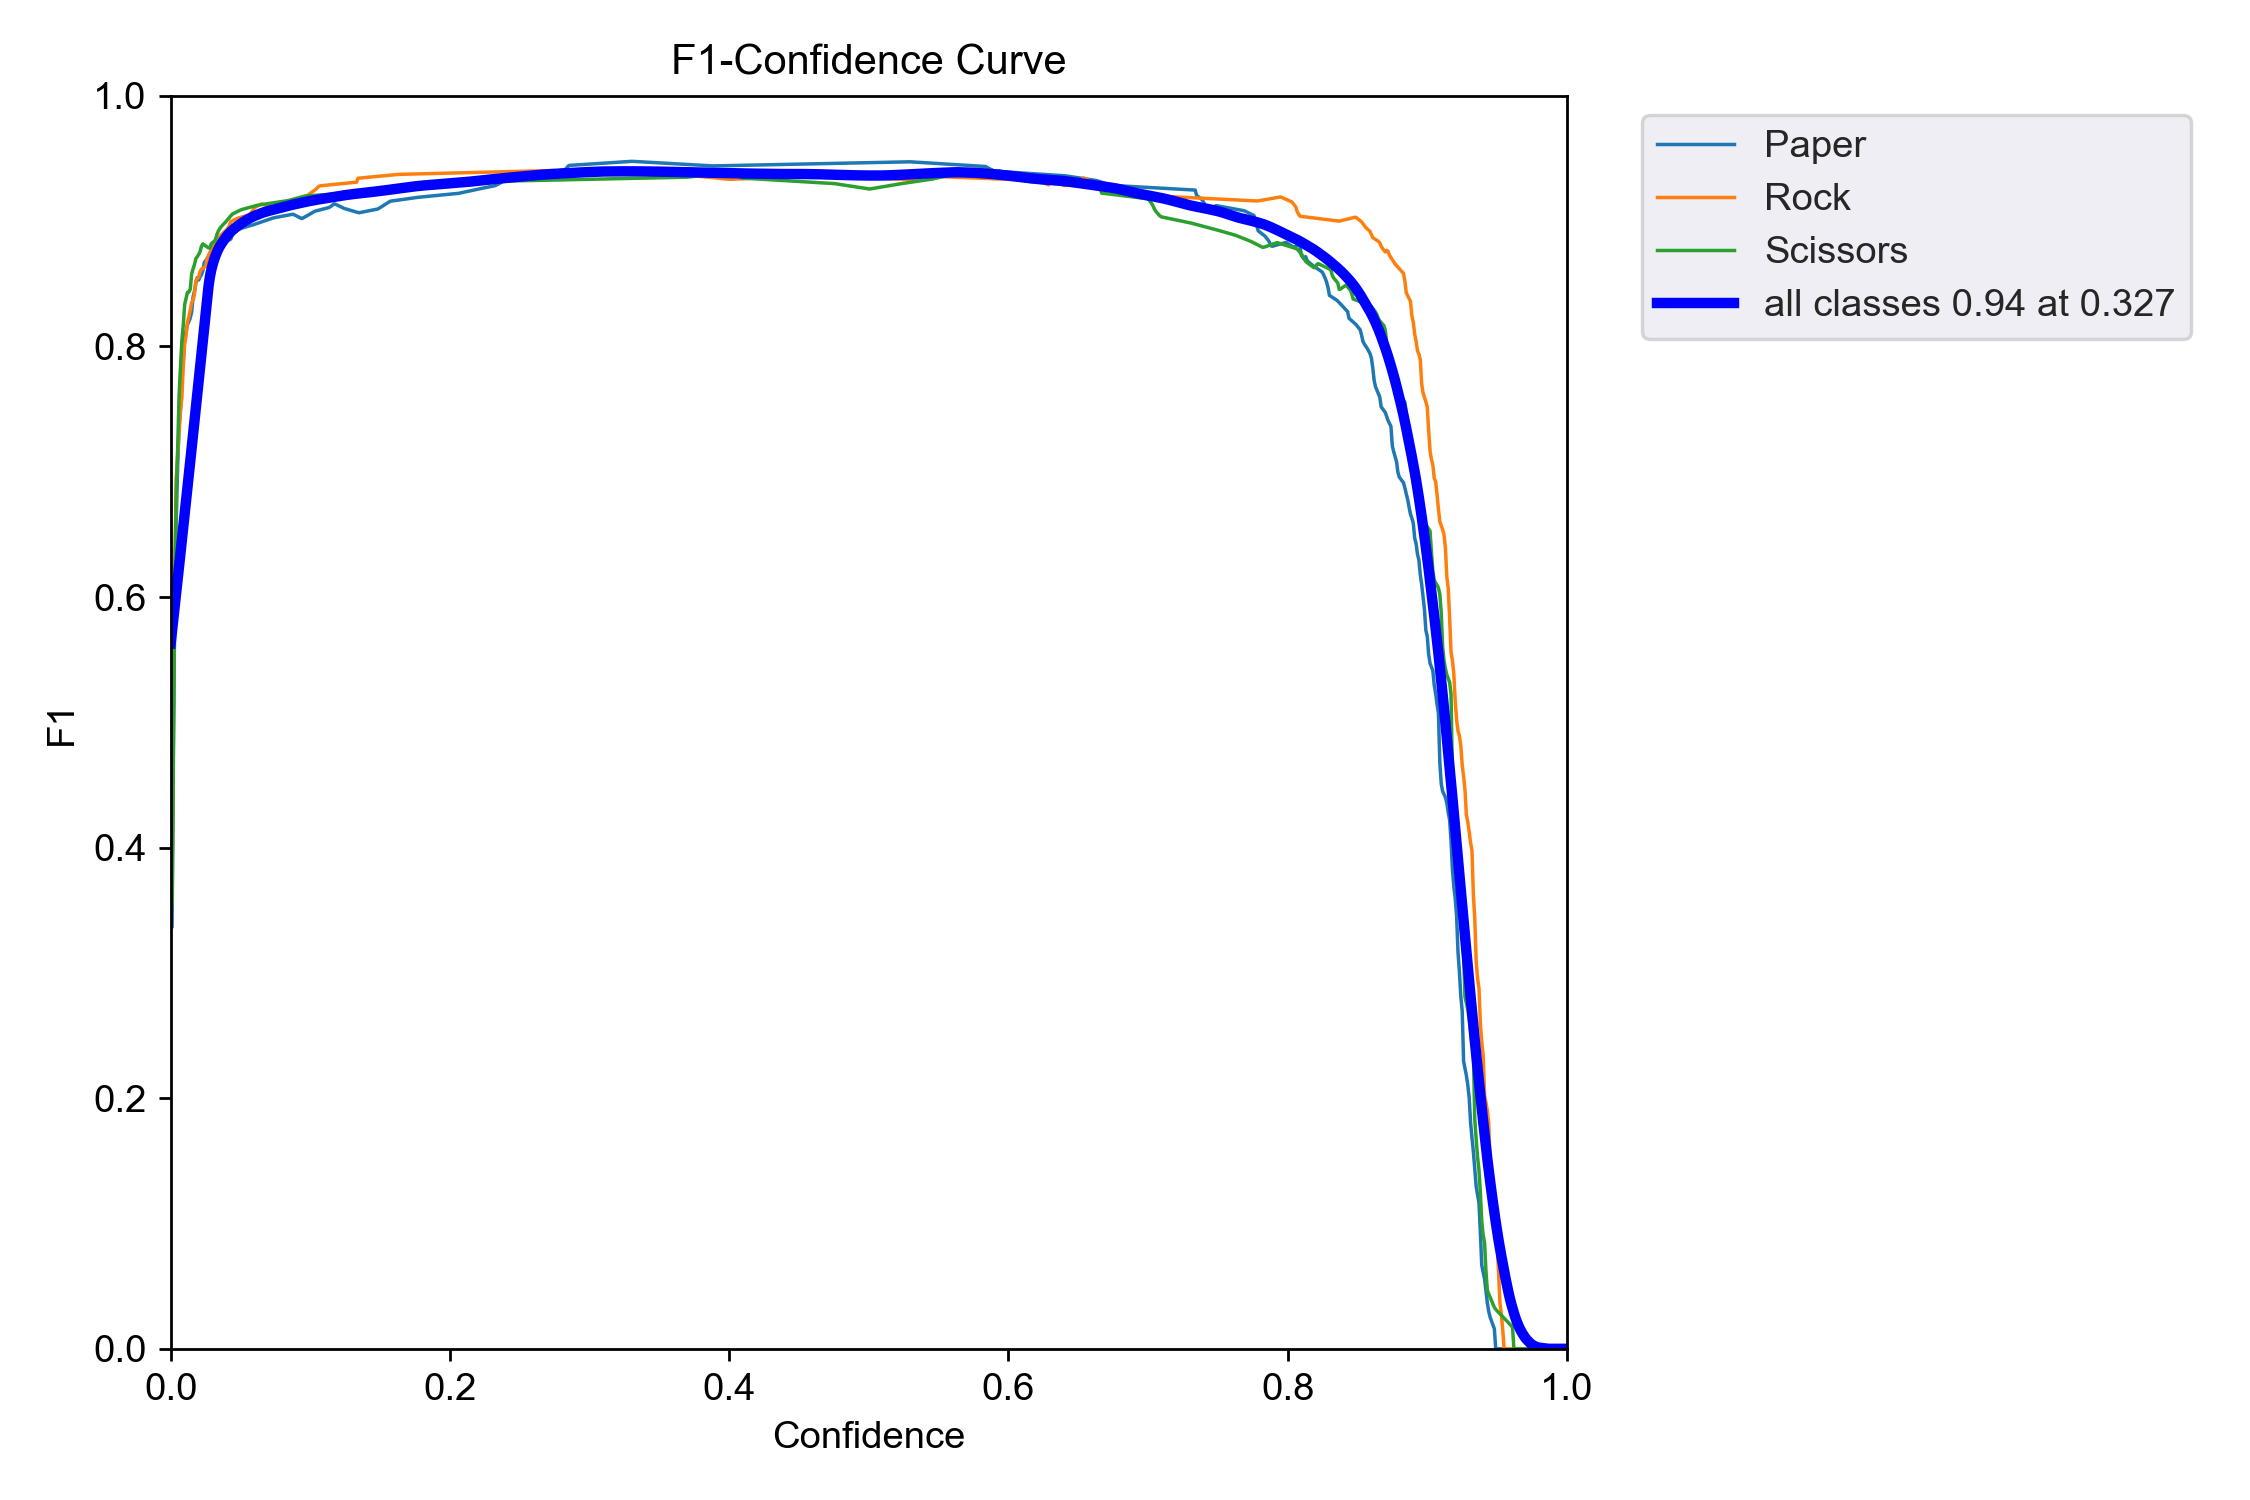 F1-Confidence Curve
1.0
0.8
0.6
0.4
0.2
0.0
F1
0.0 0.2 0.4 0.6 0.8 1.0
Confidence
Paper
Rock
Scissors
all classes 0.94 at 0.327